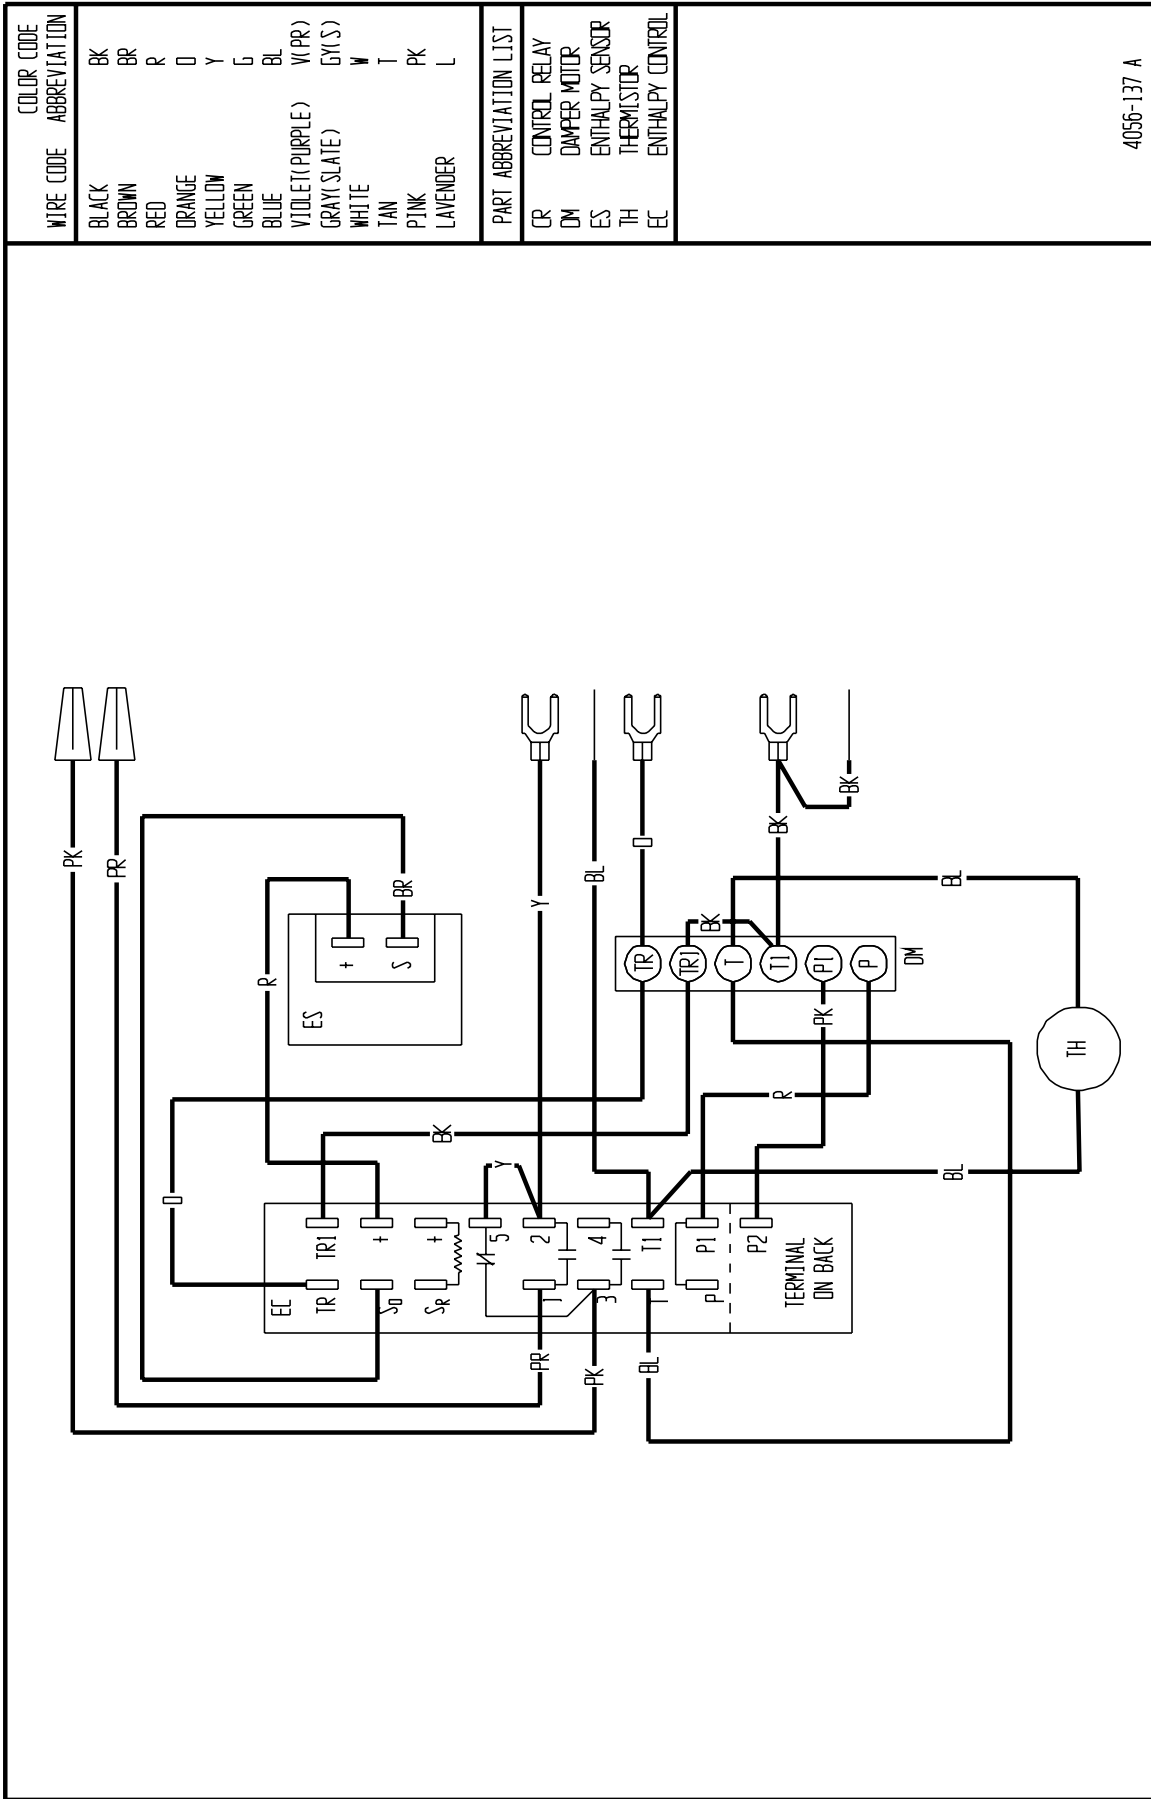 COLOR CODE
WIRE CODE ABBREVIATION
BLACK BK
BROWN BR
RED R
ORANGE O
YELLOW Y
GREEN G
BLUE BL
VIOLET(PURPLE) V(PR)
GRAY(SLATE) GY(S)
WHITE W
TAN T
PINK PK
LAVENDER L
PART ABBREVIATION LIST
CR CONTROL RELAY
DM DAMPER MOTOR
ES ENTHALPY SENSOR
TH THERMISTOR
EC ENTHALPY CONTROL
4056-137 A
PK
PR
R
BR
+
S
ES
Y
BL
O
BK
BK
BK
BL
TR
TR1
T
T1
P1
P
DM
PK
R
TH
BK
O
Y
BL
EC
TR1
+
+
5
2
4
T1
P1
P2
TR
SO
SR
1
3
T
P
TERMINAL
ON BACK
PR
PK
BL